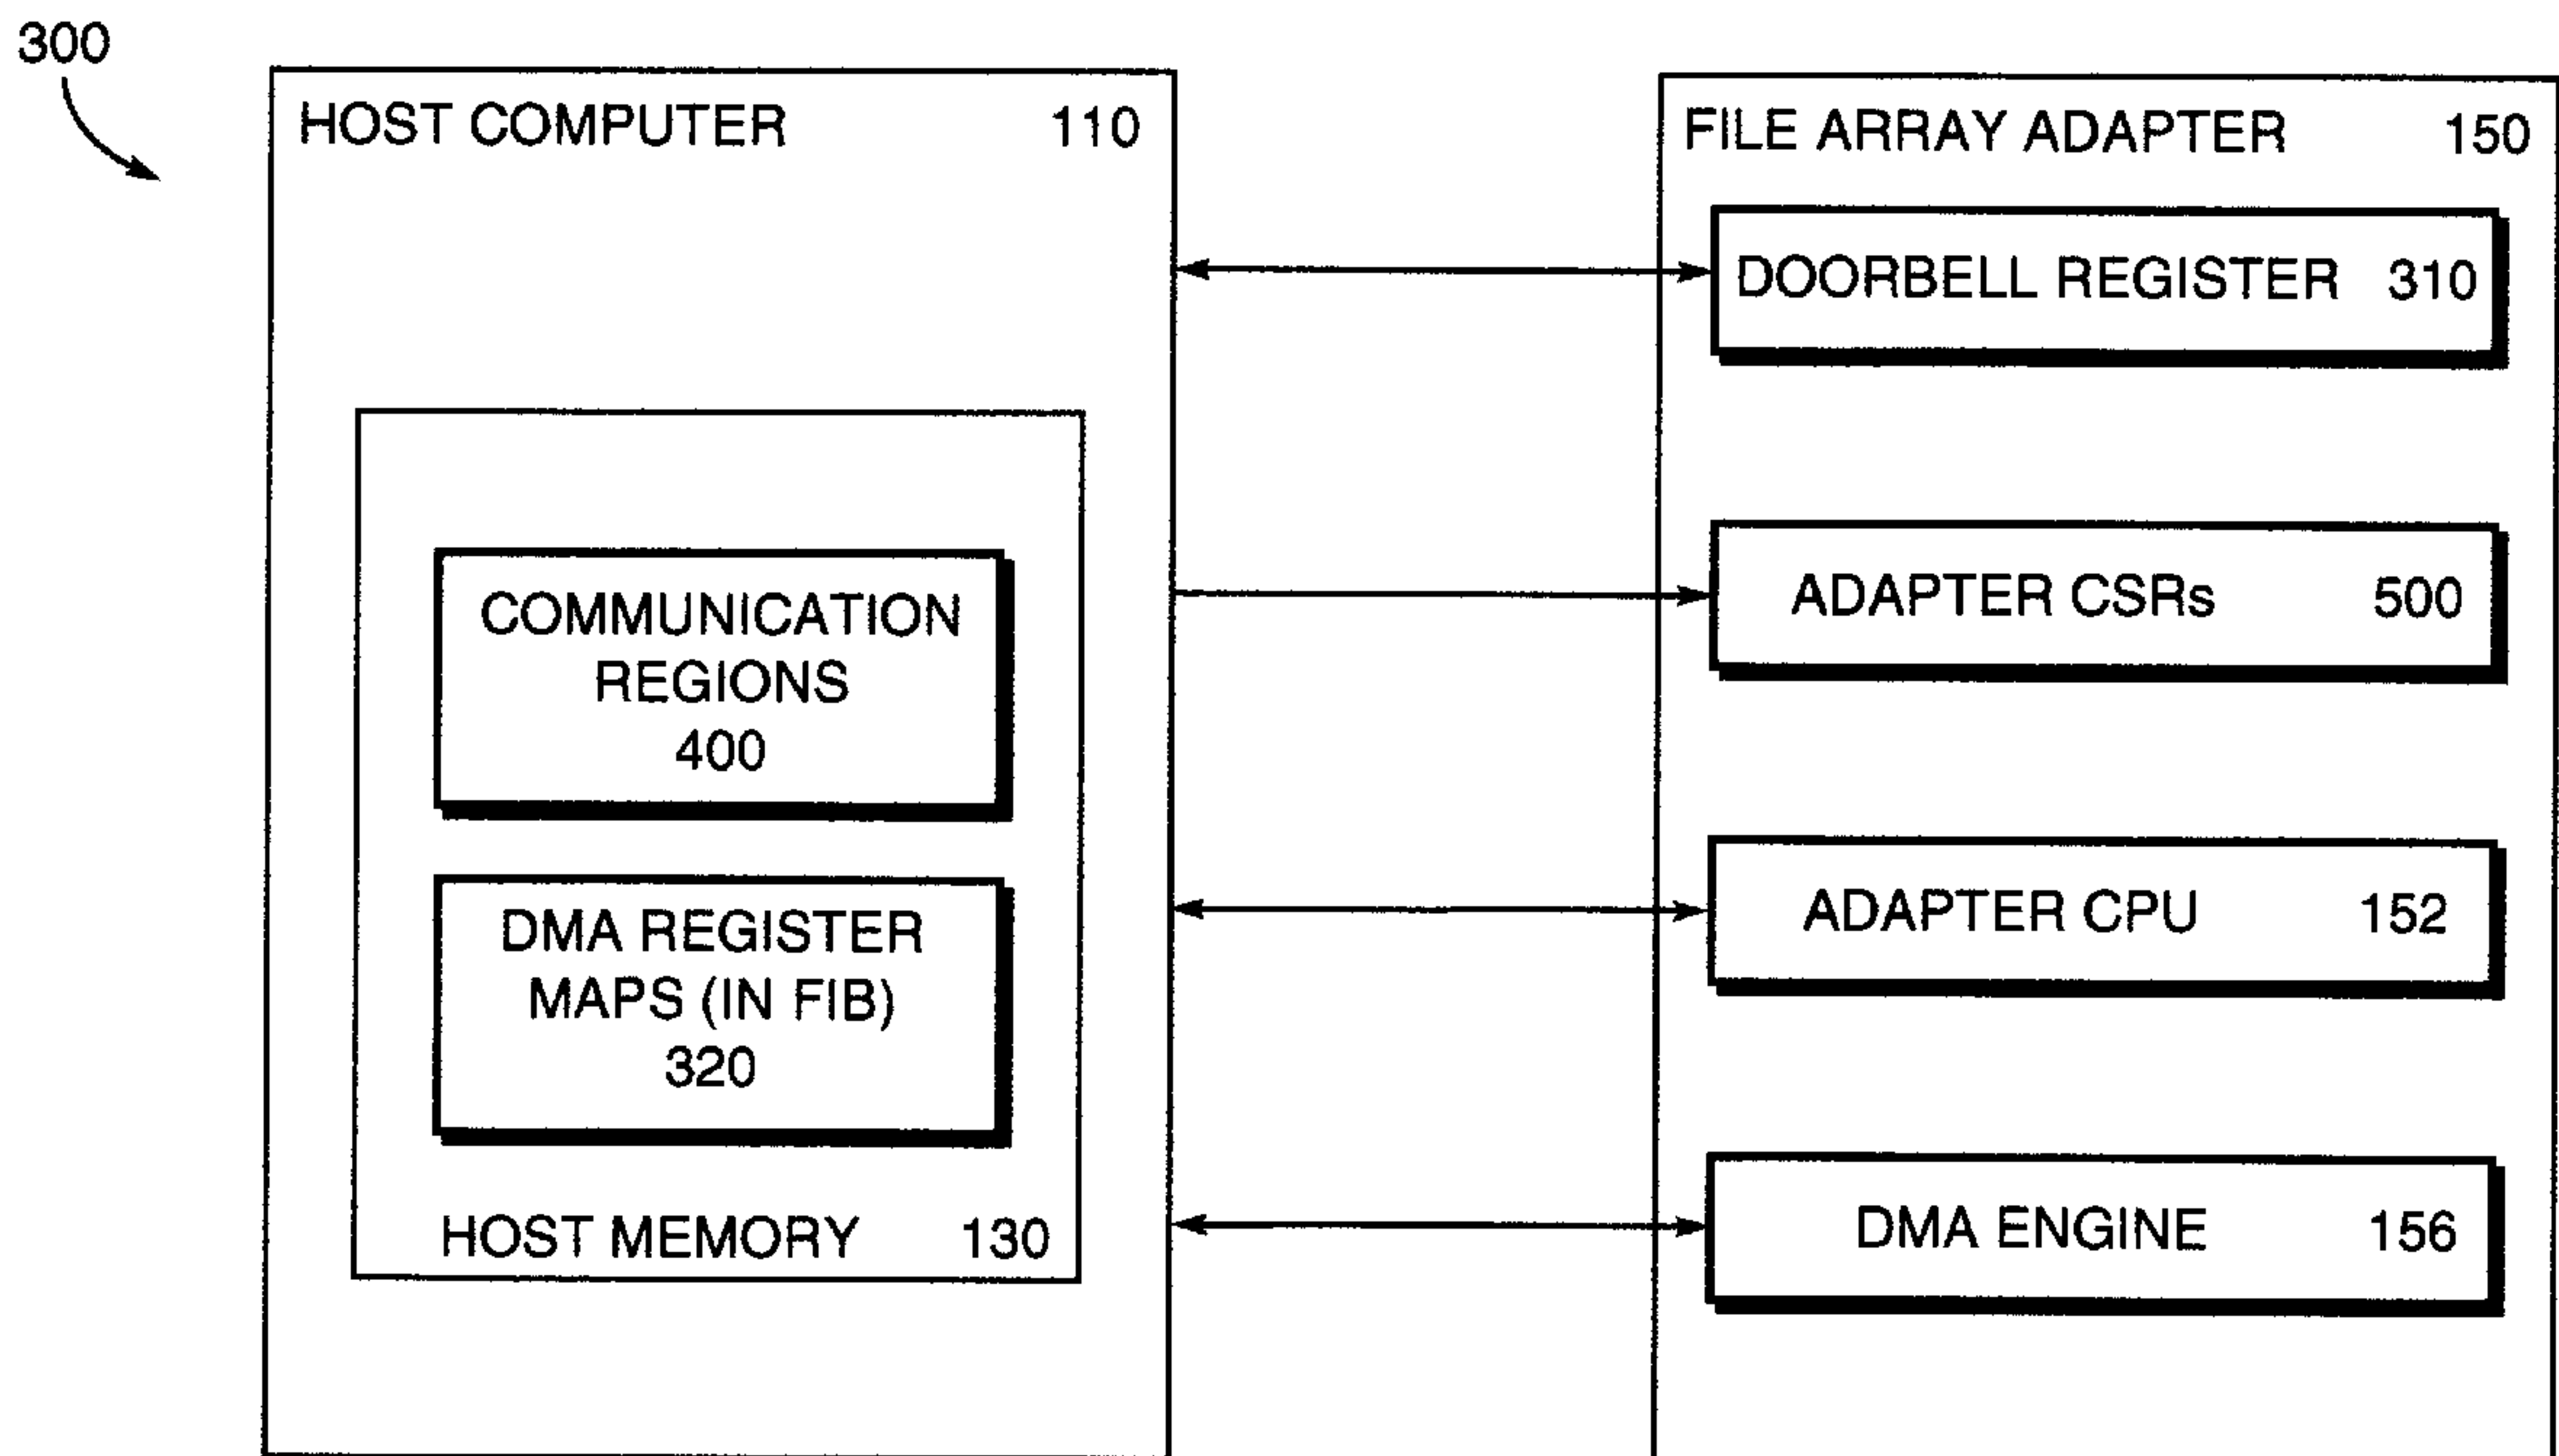 300
HOST COMPUTER 110
COMMUNICATION
REGIONS
400
DMA REGISTER
MAPS (IN FIB)
320
HOST MEMORY 130
FILE ARRAY ADAPTER 150
DOORBELL REGISTER 310
ADAPTER CSRs 500
ADAPTER CPU 152
DMA ENGINE 156